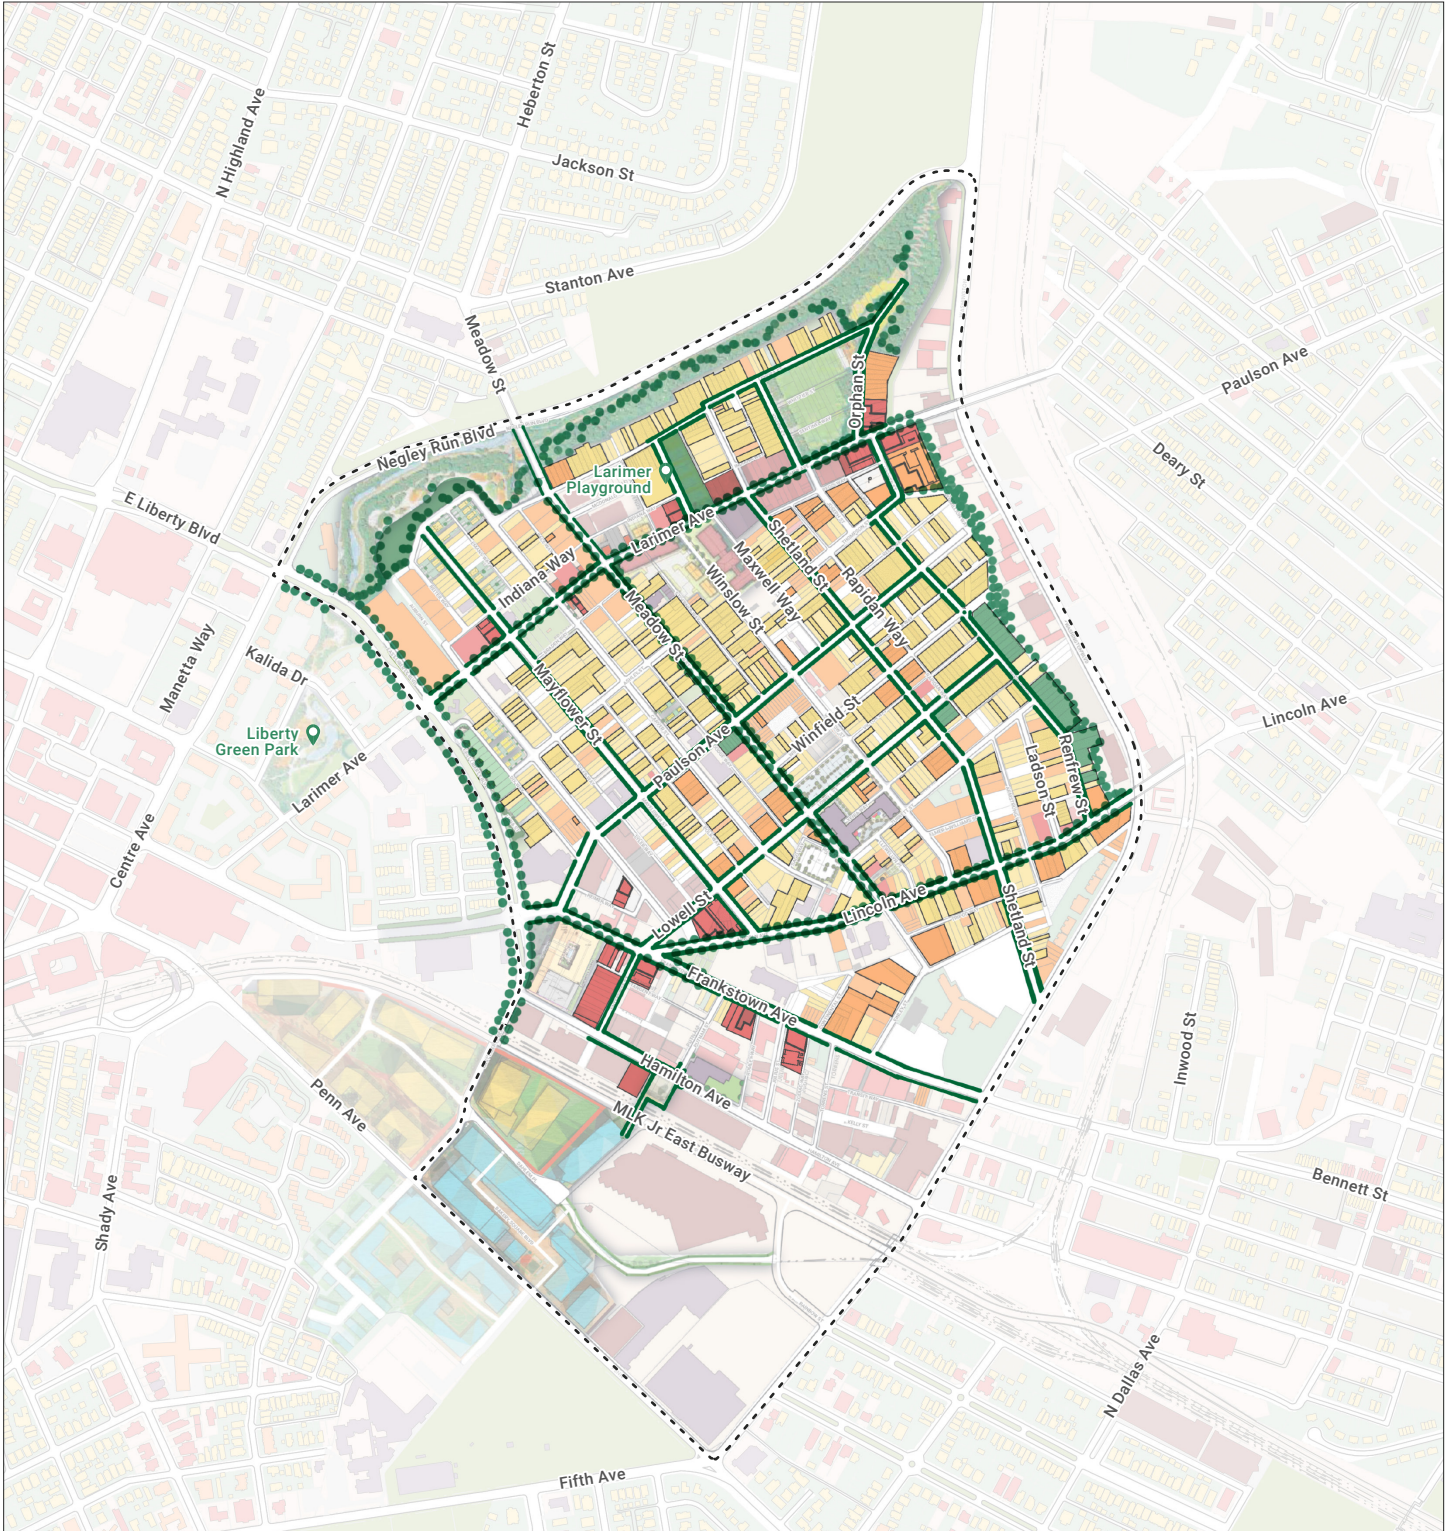 Heberton St
N Highland Ave
Jackson St
Stanton Ave
Meadow St
Paulson Ave
Orphan St
Negley Run Blvd
Deary St
Larimer
Playground
E Liberty Blvd
Larimer Ave
Shetland St
Maxwell Way
Indiana Way
Winslow St
Rapidan Way
Meadow St
Manetta Way
Kalida Dr
Mayflower St
Lincoln Ave
Winfield St
Liberty
Green Park
Paulson Ave
Renfrew St
Ladson St
Larimer Ave
Centre Ave
Lowell St
Lincoln Ave
Shetland St
Frankstown Ave
Inwood St
Hamilton Ave
Penn Ave
MLK Jr East Busway
KELLY ST
Bennett St
Shady Ave
N Dallas Ave
Fifth Ave
P